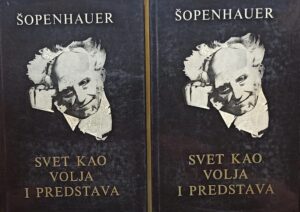 ŠOPENHAUER
SVET KAO
VOLJA
I PREDSTAVA
ŠOPENHAUER
SVET KAO
VOLJA
I PREDSTAVA